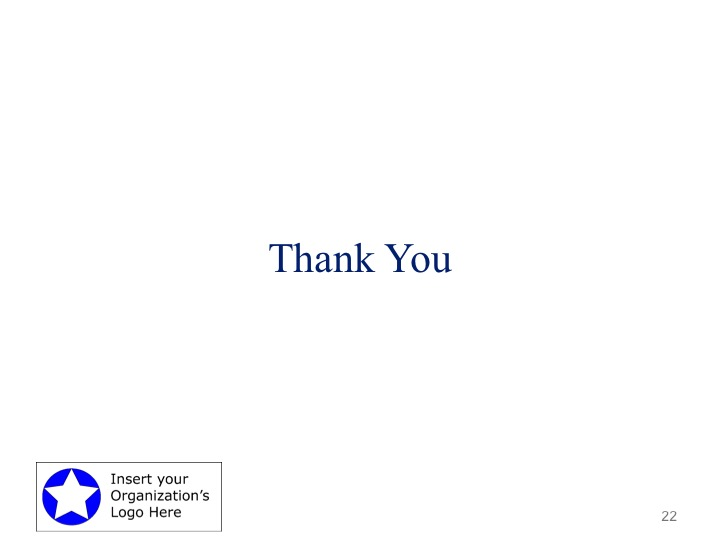 Thank You
Insert your
Organization's
Logo Here
22